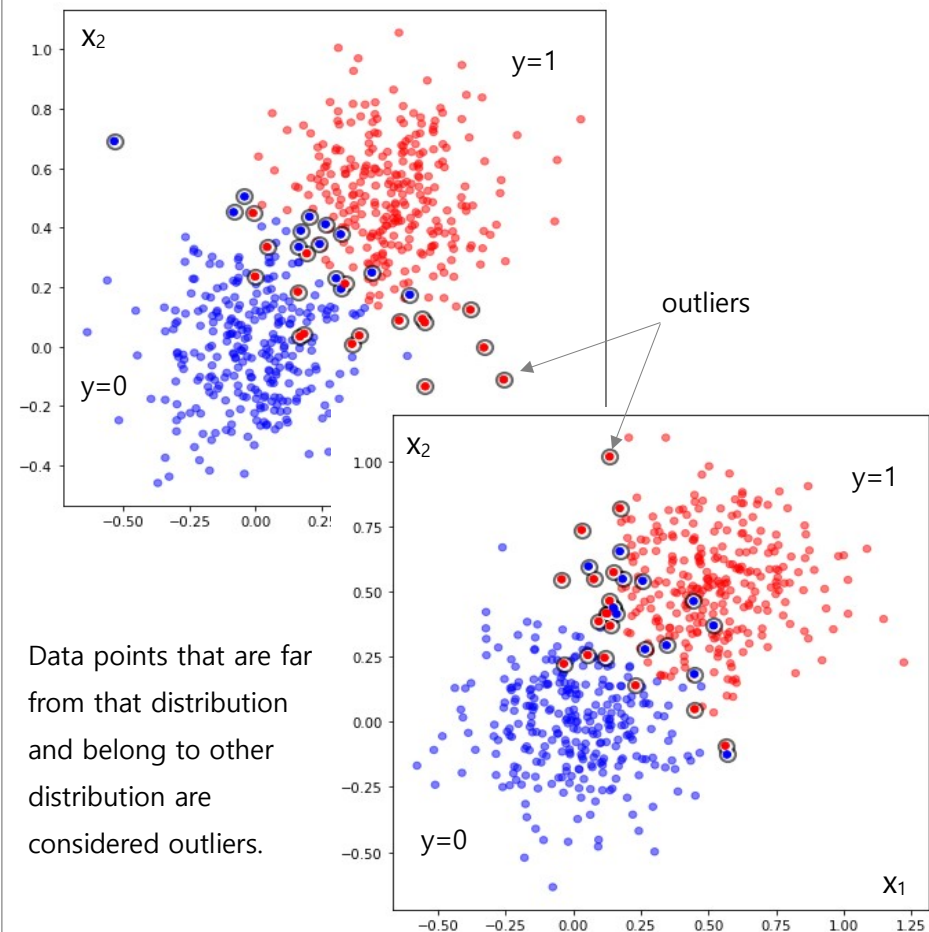 x2
y=1
1.0
0.8
0.6
0.4
0.2
0.0
−0.2
−0.4
y=0
−0.50
−0.25
0.00
outliers
x2
y=1
1.00
0.75
0.50
0.25
0.00
−0.25
−0.50
y=0
x1
−0.50
−0.25
0.00
0.25
0.50
0.75
1.00
1.25
Data points that are far
from that distribution
and belong to other
distribution are
considered outliers.